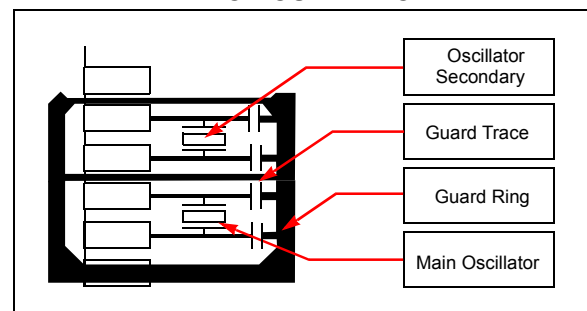 Oscillator
Secondary
Guard Trace
Guard Ring
Main Oscillator